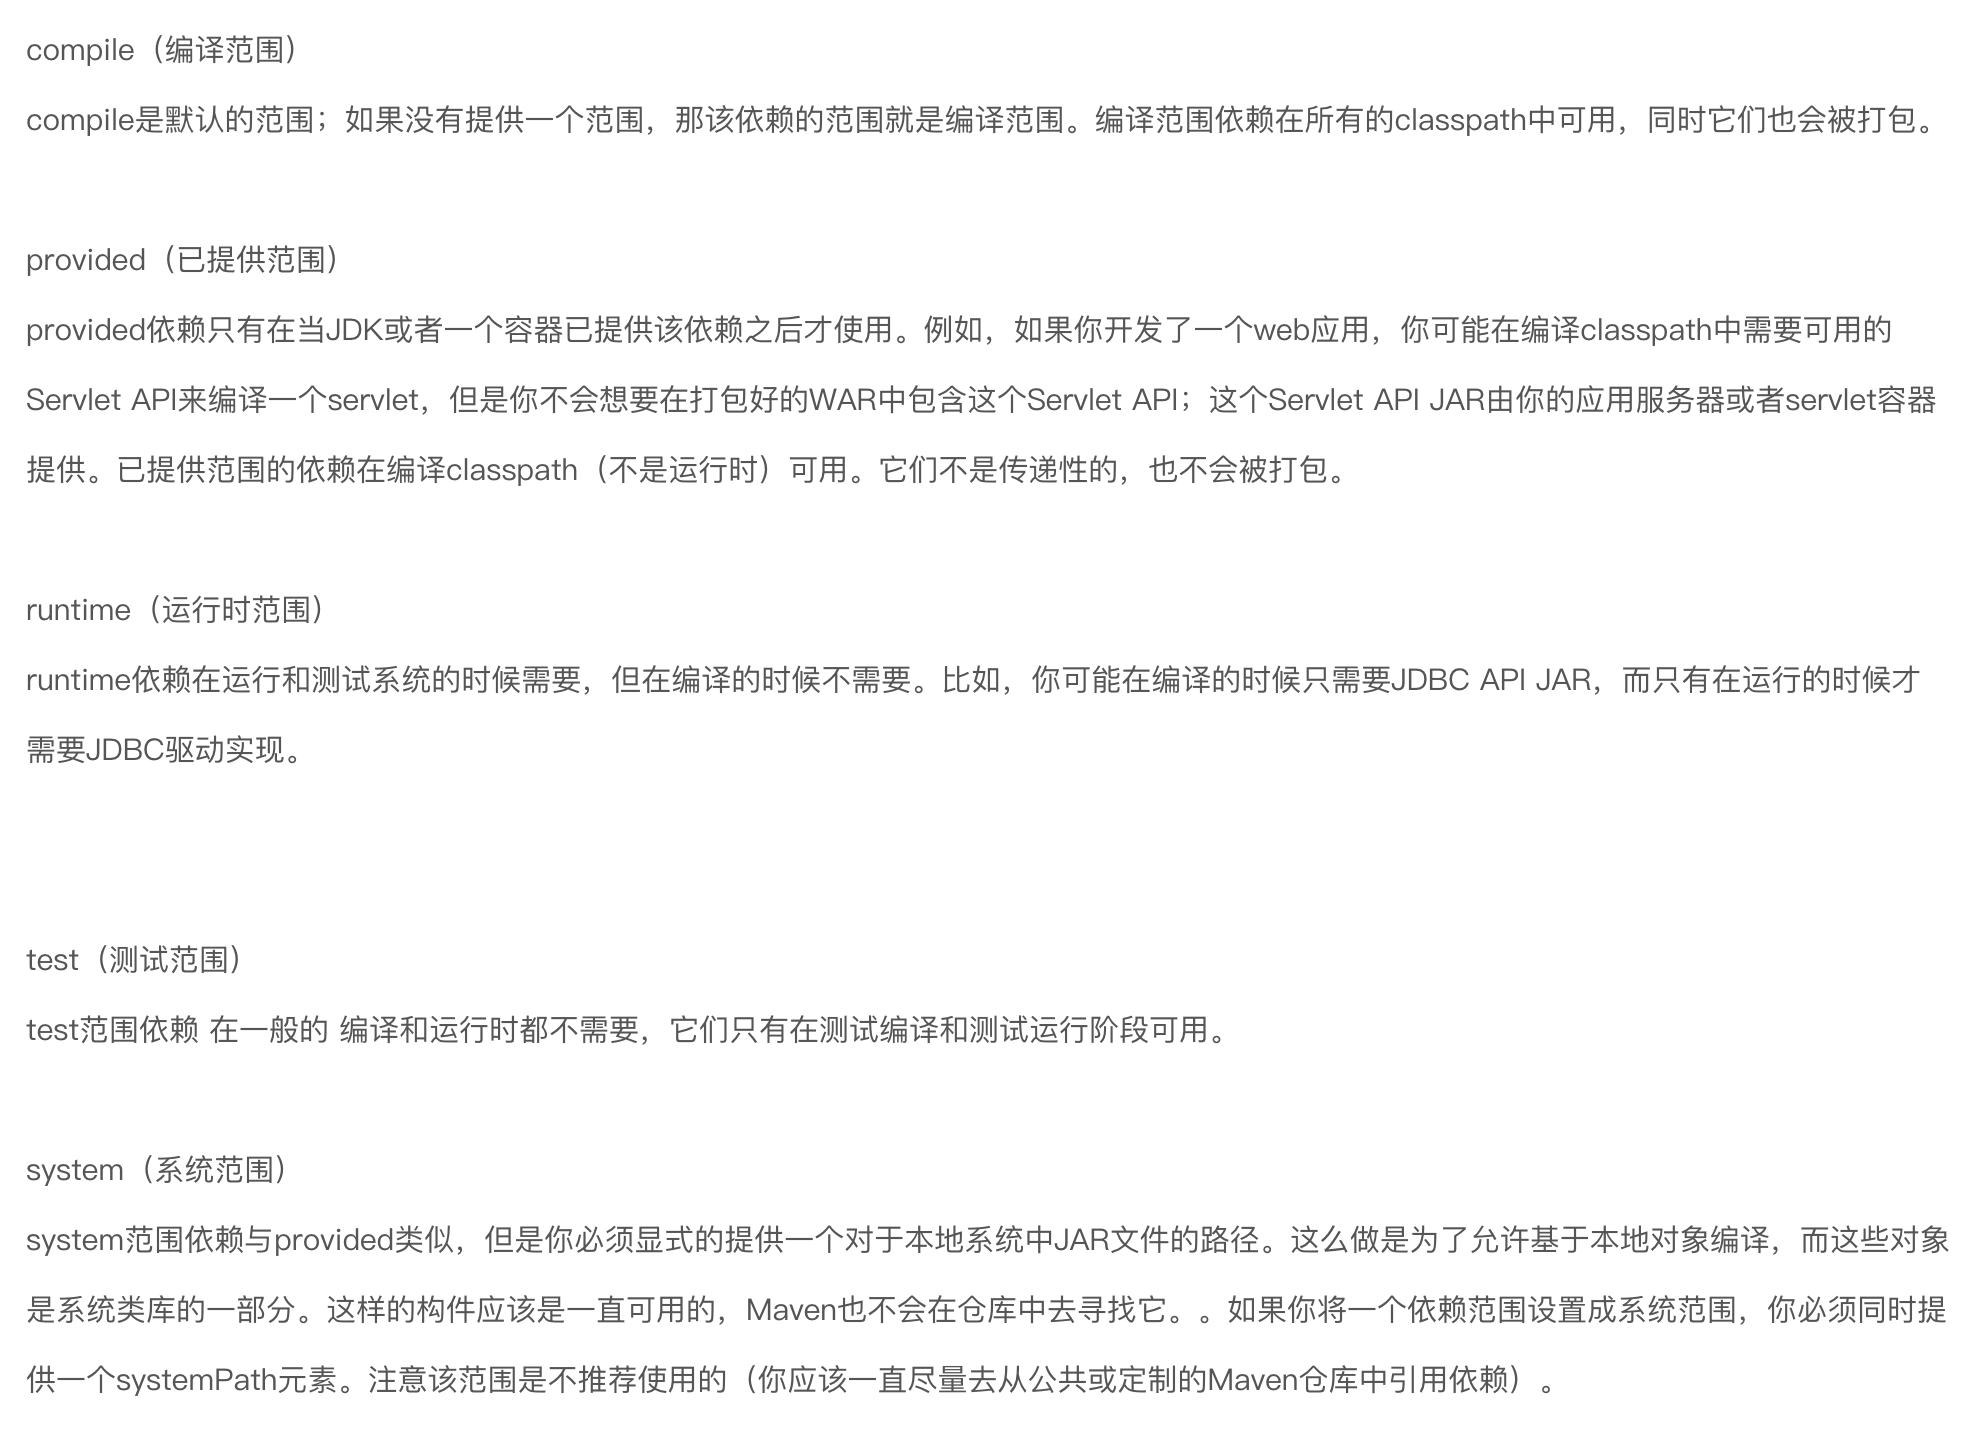 compile（编译范围）
compile是默认的范围；如果没有提供一个范围，那该依赖的范围就是编译范围。编译范围依赖在所有的classpath中可用，同时它们也会被打包。
provided（已提供范围）
provided依赖只有在当JDK或者一个容器已提供该依赖之后才使用。例如，如果你开发了一个web应用，你可能在编译classpath中需要可用的
Servlet API来编译一个servlet，但是你不会想要在打包好的WAR中包含这个Servlet API；这个Servlet API JAR由你的应用服务器或者servlet容器
提供。已提供范围的依赖在编译classpath（不是运行时）可用。它们不是传递性的，也不会被打包。
runtime（运行时范围）
runtime依赖在运行和测试系统的时候需要，但在编译的时候不需要。比如，你可能在编译的时候只需要JDBC API JAR，而只有在运行的时候才
需要JDBC驱动实现。
test（测试范围）
test范围依赖 在一般的 编译和运行时都不需要，它们只有在测试编译和测试运行阶段可用。
system（系统范围）
system范围依赖与provided类似，但是你必须显式的提供一个对于本地系统中JAR文件的路径。这么做是为了允许基于本地对象编译，而这些对象
是系统类库的一部分。这样的构件应该是一直可用的，Maven也不会在仓库中去寻找它。。如果你将一个依赖范围设置成系统范围，你必须同时提
供一个systemPath元素。注意该范围是不推荐使用的（你应该一直尽量去从公共或定制的Maven仓库中引用依赖）。